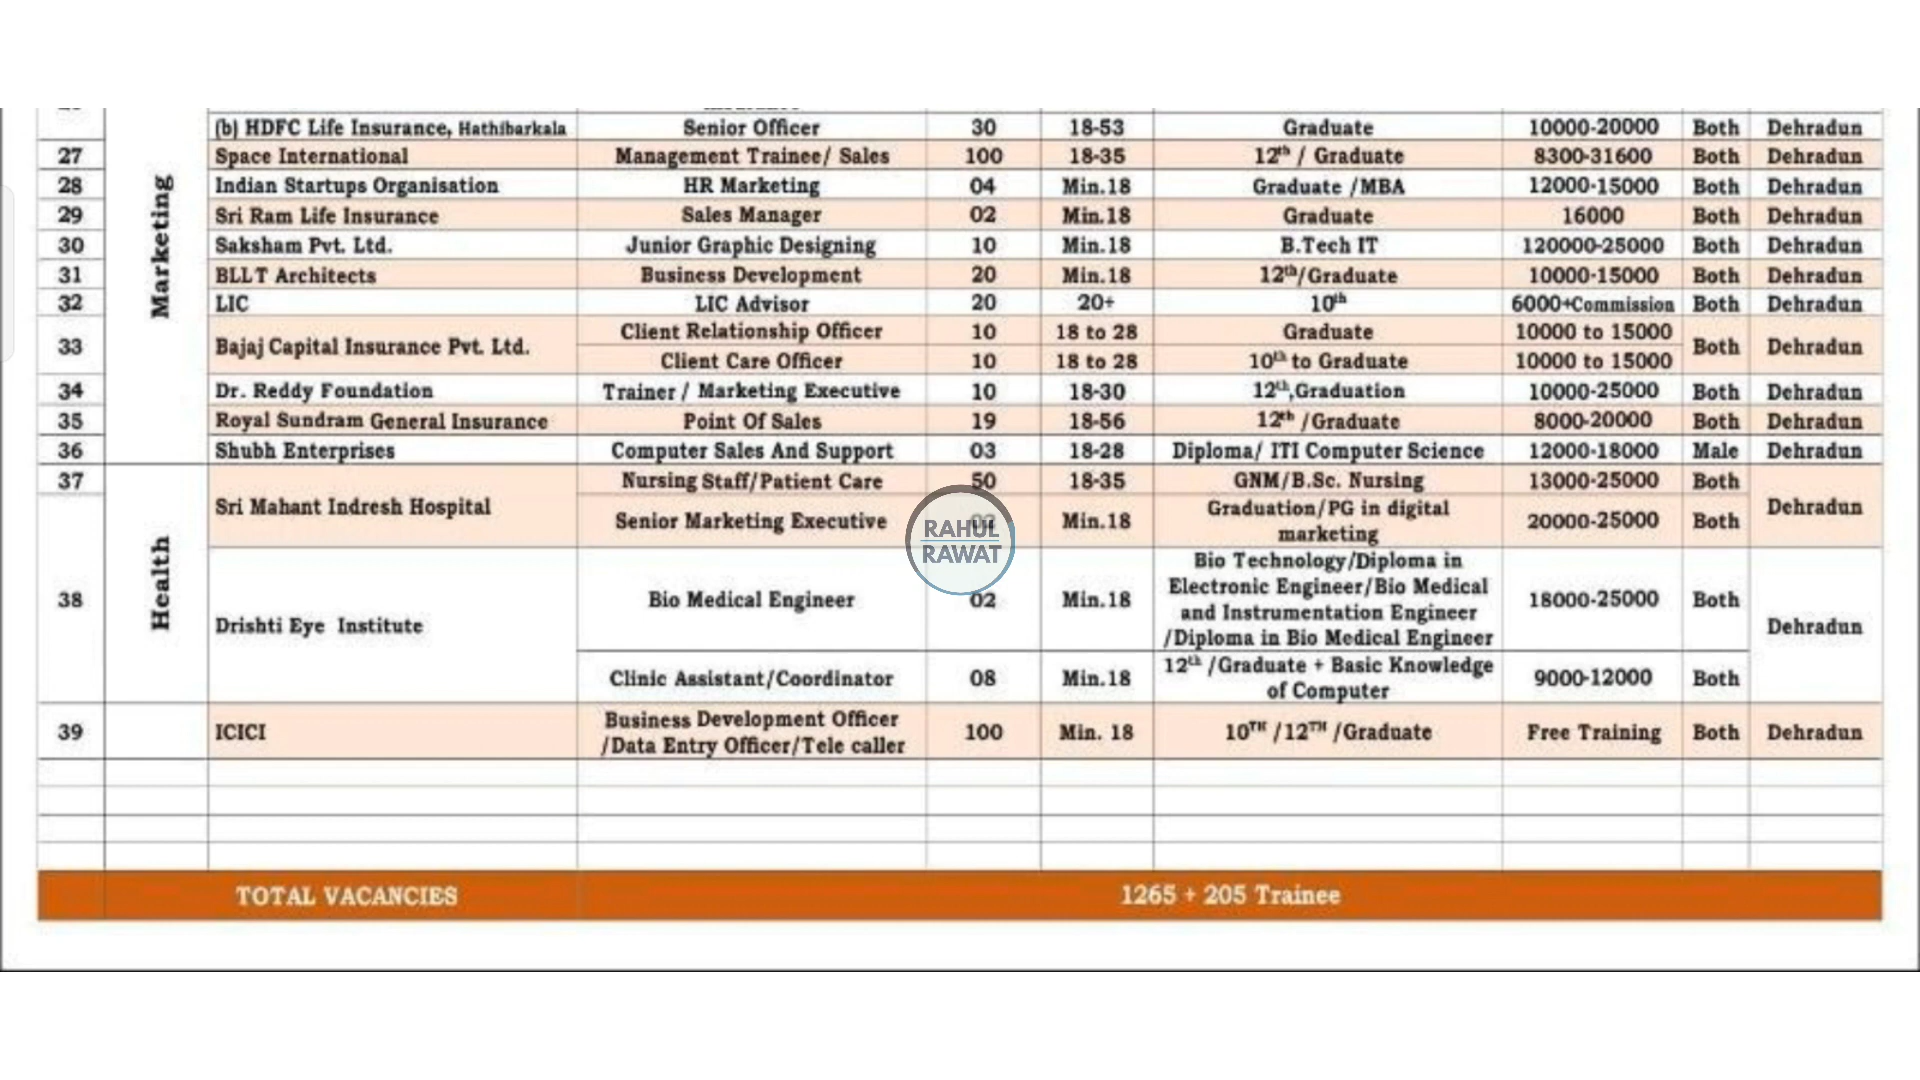 (b) HDFC Life Insurance, Hathibarkala Senior Officer 30 18-53 Graduate 10000-20000 Both Dehradun
27 Space International Management Trainee/ Sales 100 18-35 12th / Graduate 8300-31600 Both Dehradun
28 Indian Startups Organisation HR Marketing 04 Min.18 Graduate /MBA 12000-15000 Both Dehradun
Marketing
29 Sri Ram Life Insurance Sales Manager 02 Min.18 Graduate 16000 Both Dehradun
30 Saksham Pvt. Ltd. Junior Graphic Designing 10 Min.18 B.Tech IT 120000-25000 Both Dehradun
31 BLLT Architects Business Development 20 Min.18 12th/Graduate 10000-15000 Both Dehradun
32 LIC LIC Advisor 20 20+ 10th 6000+Commission Both Dehradun
33 Bajaj Capital Insurance Pvt. Ltd. Client Relationship Officer 10 18 to 28 Graduate 10000 to 15000 Both Dehradun
Client Care Officer 10 18 to 28 10th to Graduate 10000 to 15000
34 Dr. Reddy Foundation Trainer / Marketing Executive 10 18-30 12th,Graduation 10000-25000 Both Dehradun
35 Royal Sundram General Insurance Point Of Sales 19 18-56 12th /Graduate 8000-20000 Both Dehradun
36 Shubh Enterprises Computer Sales And Support 03 18-28 Diploma/ ITI Computer Science 12000-18000 Male Dehradun
37 Sri Mahant Indresh Hospital Nursing Staff/Patient Care 50 18-35 GNM/B.Sc. Nursing 13000-25000 Both Dehradun
Senior Marketing Executive Min.18 Graduation/PG in digital
marketing 20000-25000 Both
RAHUL
RAWAT
Health
38 Drishti Eye Institute Bio Medical Engineer 02 Min.18 Bio Technology/Diploma in
Electronic Engineer/Bio Medical
and Instrumentation Engineer
/Diploma in Bio Medical Engineer 18000-25000 Both Dehradun
Clinic Assistant/Coordinator 08 Min.18 12th /Graduate + Basic Knowledge
of Computer 9000-12000 Both
39 ICICI Business Development Officer
/Data Entry Officer/Tele caller 100 Min. 18 10TH /12TH /Graduate Free Training Both Dehradun
TOTAL VACANCIES 1265 + 205 Trainee